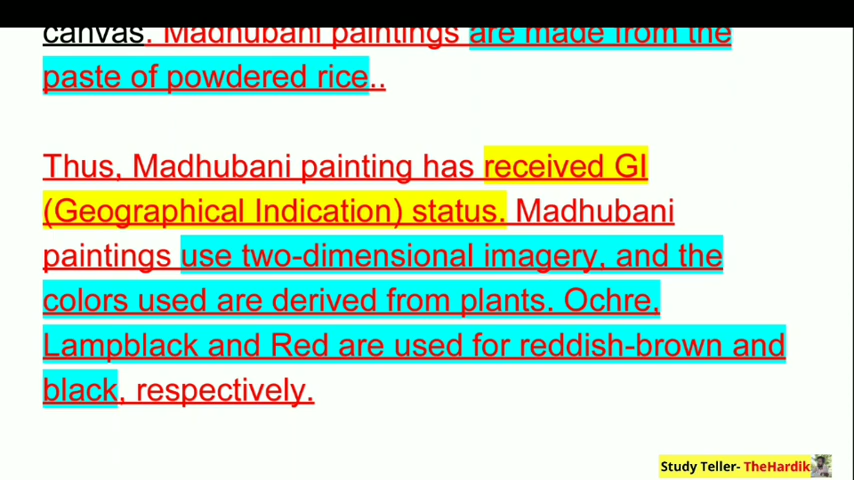 canvas. Madhubani paintings are made from the
paste of powdered rice..
Thus, Madhubani painting has received GI
(Geographical Indication) status. Madhubani
paintings use two-dimensional imagery, and the
colors used are derived from plants. Ochre,
Lampblack and Red are used for reddish-brown and
black, respectively.
Study Teller- TheHardik